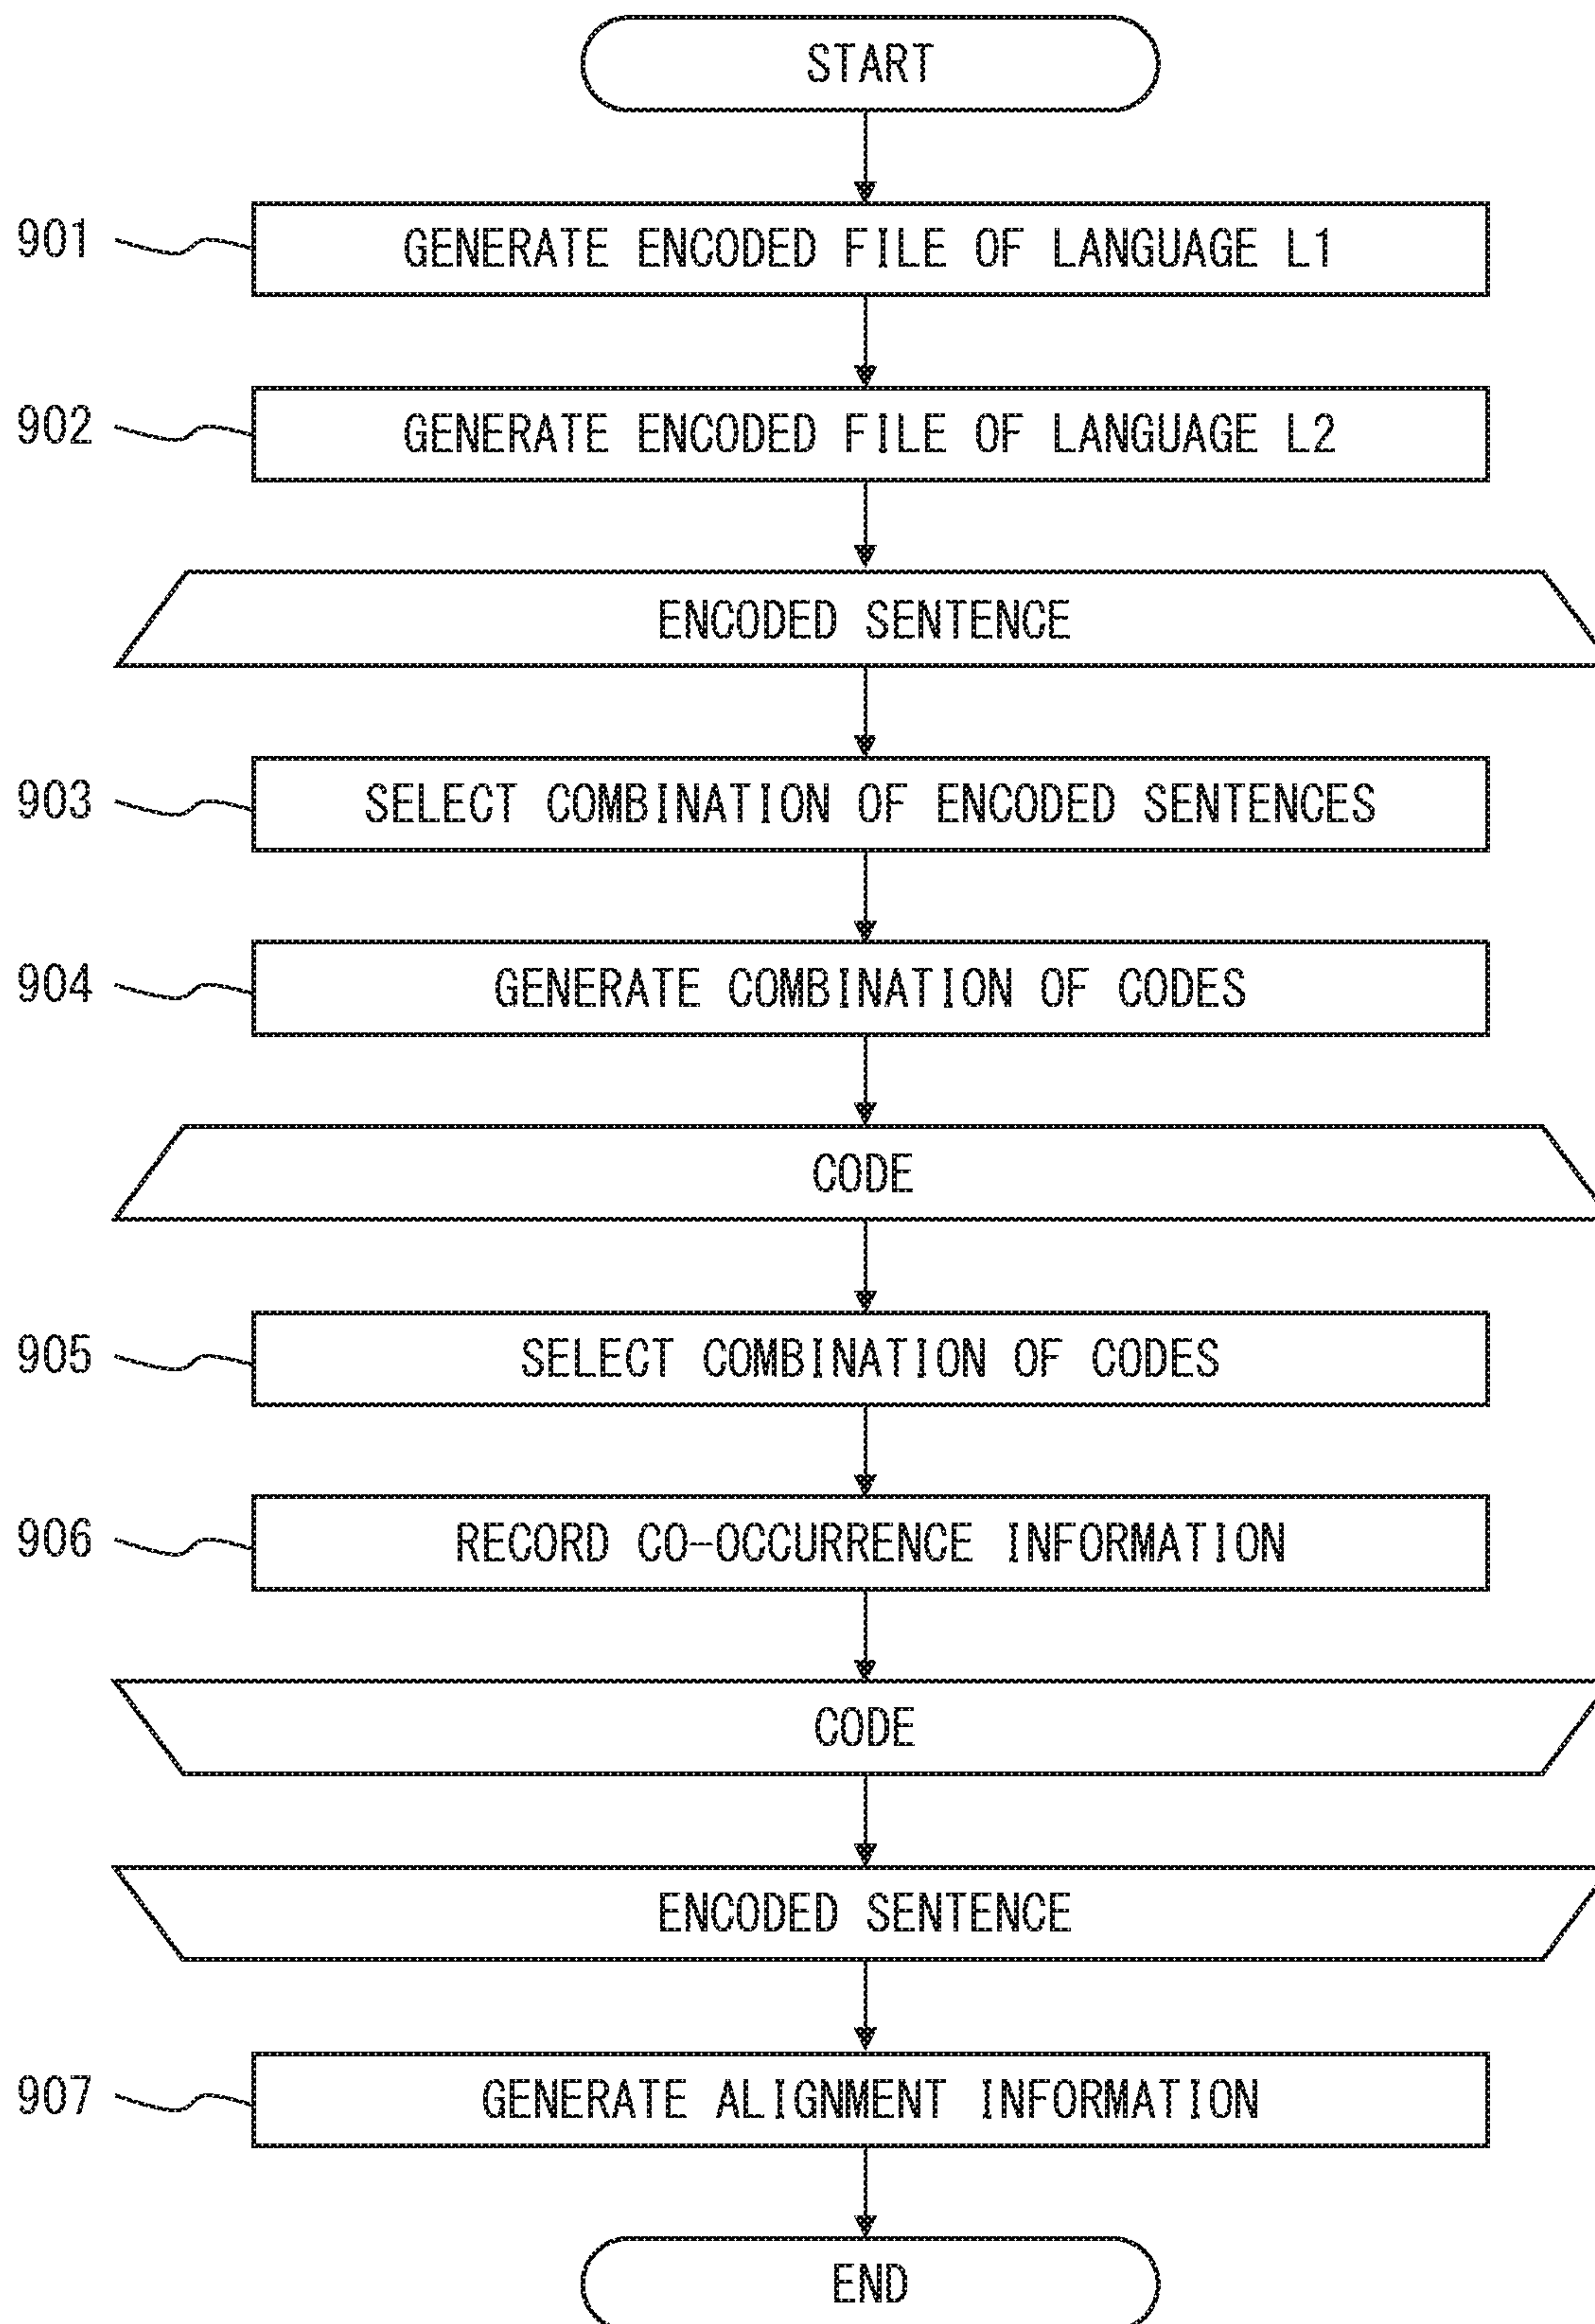 START
901 GENERATE ENCODED FILE OF LANGUAGE L1
902 GENERATE ENCODED FILE OF LANGUAGE L2
ENCODED SENTENCE
903 SELECT COMBINATION OF ENCODED SENTENCES
904 GENERATE COMBINATION OF CODES
CODE
905 SELECT COMBINATION OF CODES
906 RECORD CO-OCCURRENCE INFORMATION
CODE
ENCODED SENTENCE
907 GENERATE ALIGNMENT INFORMATION
END